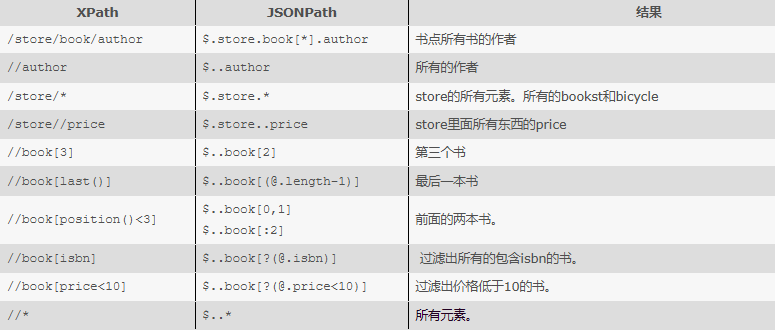 XPath JSONPath 结果
/store/book/author $.store.book[*].author 书点所有书的作者
//author $..author 所有的作者
/store/* $.store.* store的所有元素。所有的bookst和bicycle
/store//price $.store..price store里面所有东西的price
//book[3] $..book[2] 第三个书
//book[last()] $..book[(@.length-1)] 最后一本书
//book[position()<3] $..book[0,1]
$..book[:2] 前面的两本书。
//book[isbn] $..book[?(@.isbn)] 过滤出所有的包含isbn的书。
//book[price<10] $..book[?(@.price<10)] 过滤出价格低于10的书。
//* $..* 所有元素。